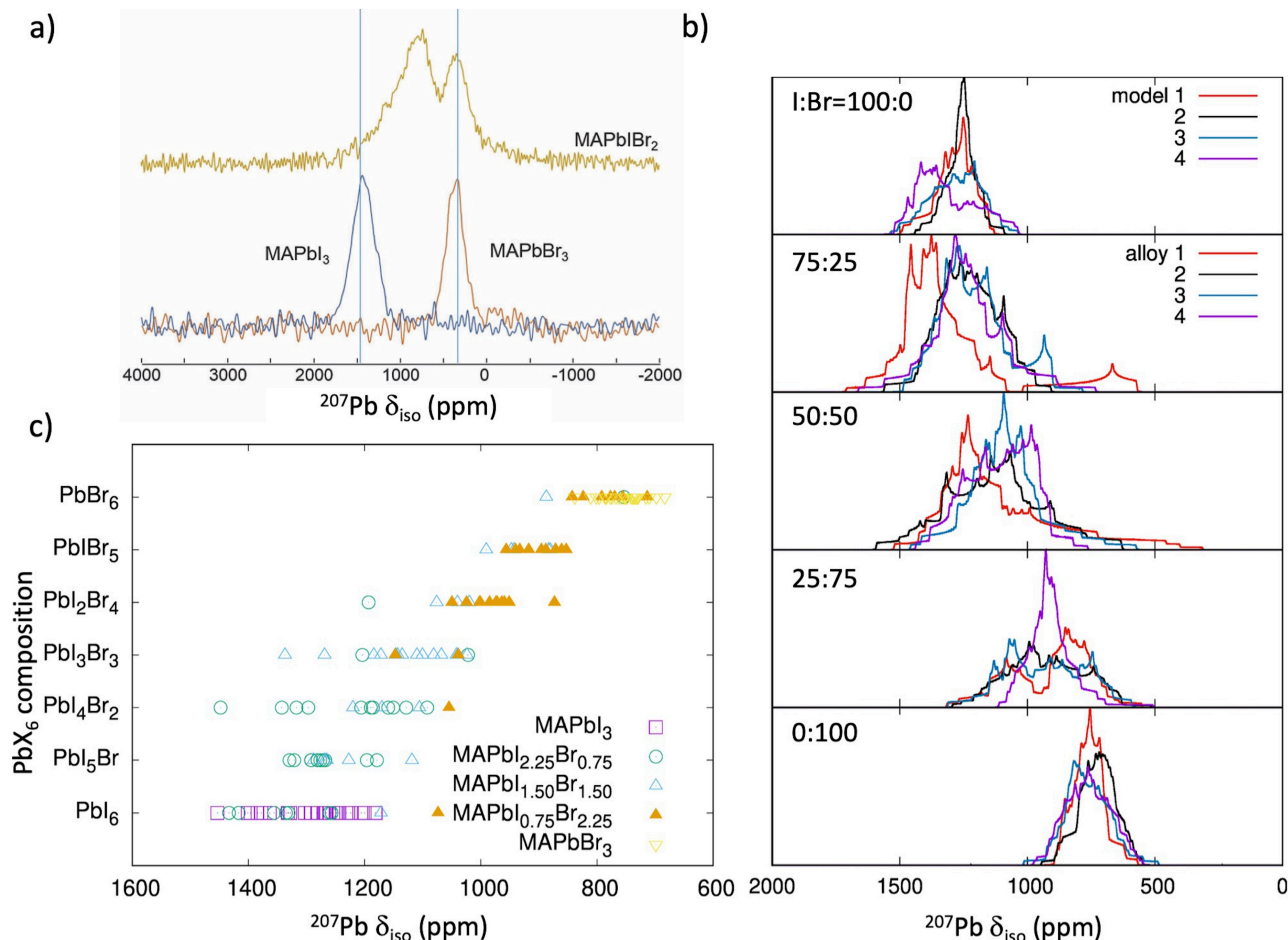 a)
MAPbIBr₂
MAPbI₃
MAPbBr₃
4000 3000 2000 1000 0 -1000 -2000
²⁰⁷Pb δiso (ppm)
b)
I:Br=100:0
model 1
2
3
4
75:25
alloy 1
2
3
4
50:50
25:75
0:100
2000 1500 1000 500 0
²⁰⁷Pb δiso (ppm)
c)
PbX₆ composition
PbBr₆
PbIBr₅
PbI₂Br₄
PbI₃Br₃
PbI₄Br₂
PbI₅Br
PbI₆
MAPbI₃
MAPbI₂.₂₅Br₀.₇₅
MAPbI₁.₅₀Br₁.₅₀
MAPbI₀.₇₅Br₂.₂₅
MAPbBr₃
1600 1400 1200 1000 800 600
²⁰⁷Pb δiso (ppm)